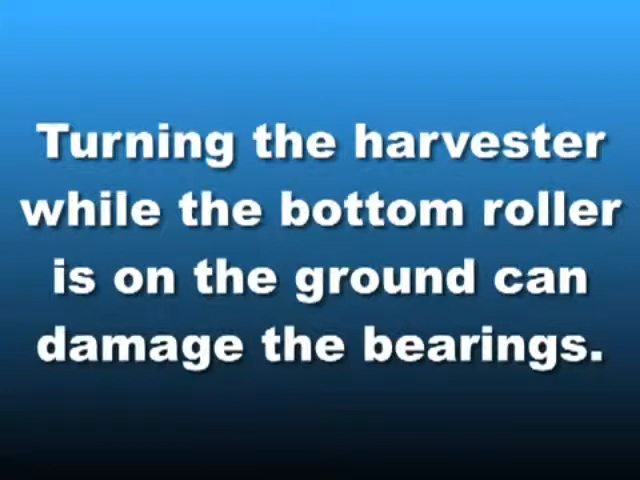 Turning the harvester
while the bottom roller
is on the ground can
damage the bearings.